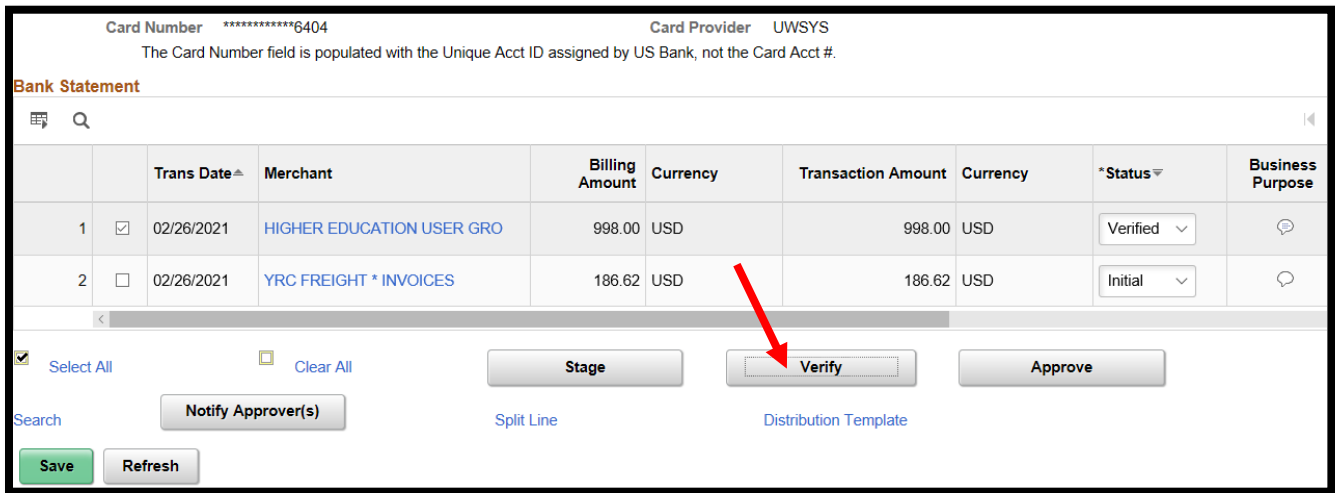 Card Number ************6404 Card Provider UWSYS
The Card Number field is populated with the Unique Acct ID assigned by US Bank, not the Card Acct #.
Bank Statement
Trans Date Merchant Billing Amount Currency Transaction Amount Currency *Status Business Purpose
1 02/26/2021 HIGHER EDUCATION USER GRO 998.00 USD 998.00 USD Verified
2 02/26/2021 YRC FREIGHT * INVOICES 186.62 USD 186.62 USD Initial
Select All Clear All Stage Verify Approve
Search Notify Approver(s) Split Line Distribution Template
Save Refresh